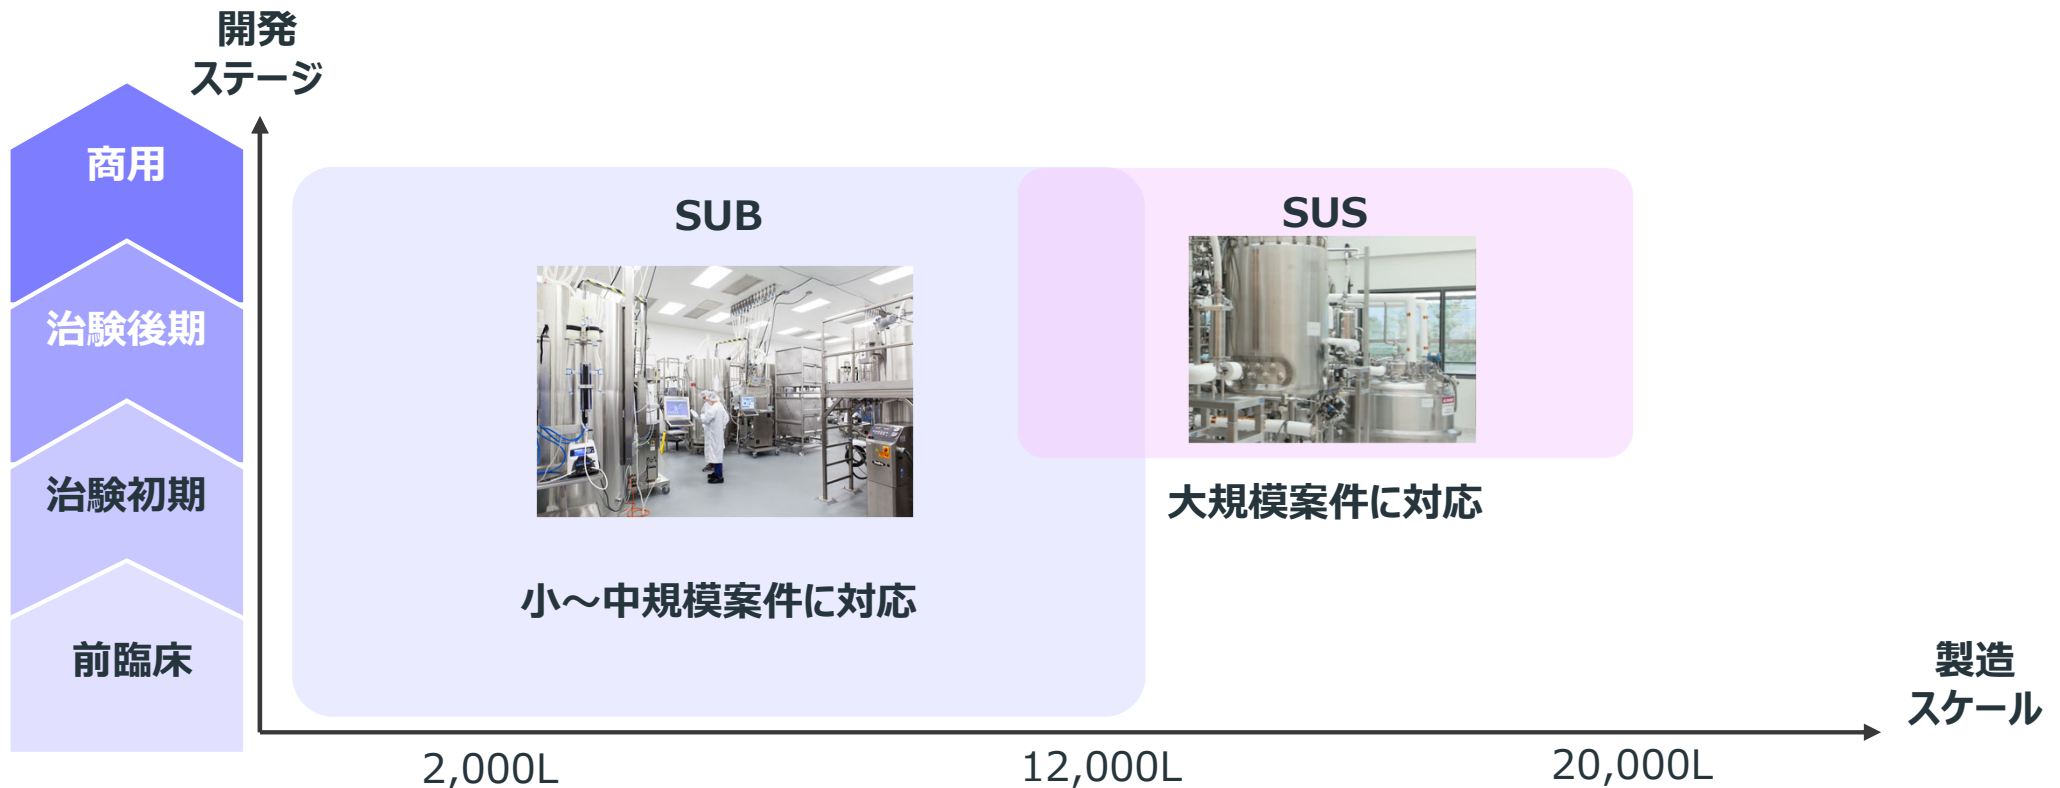 開発
ステージ
商用
治験後期
治験初期
前臨床
SUB
小～中規模案件に対応
SUS
大規模案件に対応
2,000L
12,000L
20,000L
製造
スケール